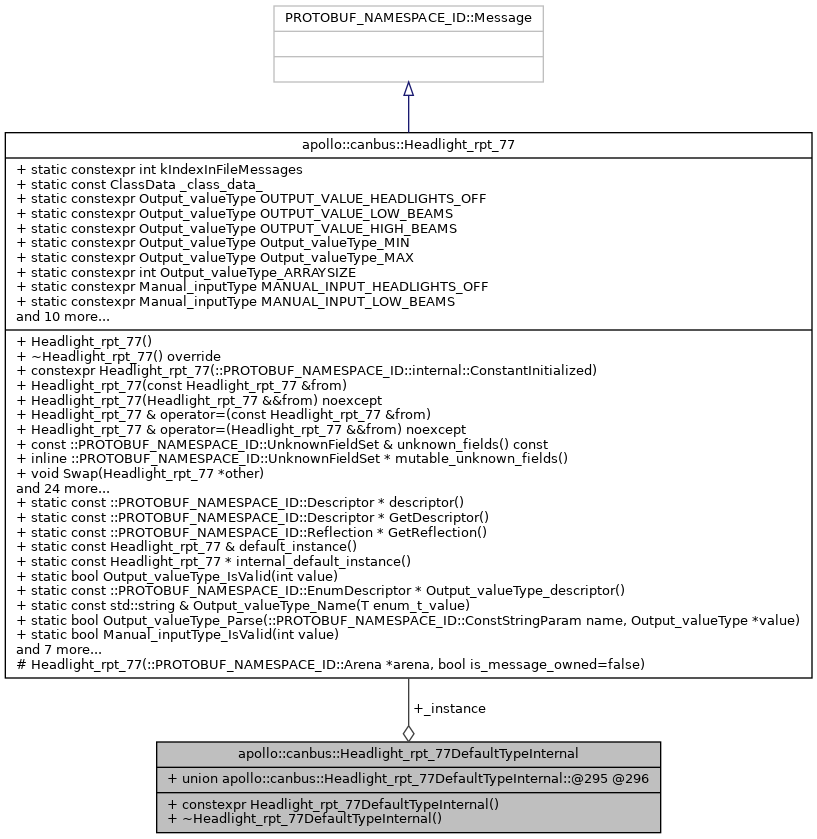 PROTOBUF_NAMESPACE_ID::Message
apollo::canbus::Headlight_rpt_77
+ static constexpr int kIndexInFileMessages
+ static const ClassData _class_data_
+ static constexpr Output_valueType OUTPUT_VALUE_HEADLIGHTS_OFF
+ static constexpr Output_valueType OUTPUT_VALUE_LOW_BEAMS
+ static constexpr Output_valueType OUTPUT_VALUE_HIGH_BEAMS
+ static constexpr Output_valueType Output_valueType_MIN
+ static constexpr Output_valueType Output_valueType_MAX
+ static constexpr int Output_valueType_ARRAYSIZE
+ static constexpr Manual_inputType MANUAL_INPUT_HEADLIGHTS_OFF
+ static constexpr Manual_inputType MANUAL_INPUT_LOW_BEAMS
and 10 more...
+ Headlight_rpt_77()
+ ~Headlight_rpt_77() override
+ constexpr Headlight_rpt_77(::PROTOBUF_NAMESPACE_ID::internal::ConstantInitialized)
+ Headlight_rpt_77(const Headlight_rpt_77 &from)
+ Headlight_rpt_77(Headlight_rpt_77 &&from) noexcept
+ Headlight_rpt_77 & operator=(const Headlight_rpt_77 &from)
+ Headlight_rpt_77 & operator=(Headlight_rpt_77 &&from) noexcept
+ const ::PROTOBUF_NAMESPACE_ID::UnknownFieldSet & unknown_fields() const
+ inline ::PROTOBUF_NAMESPACE_ID::UnknownFieldSet * mutable_unknown_fields()
+ void Swap(Headlight_rpt_77 *other)
and 24 more...
+ static const ::PROTOBUF_NAMESPACE_ID::Descriptor * descriptor()
+ static const ::PROTOBUF_NAMESPACE_ID::Descriptor * GetDescriptor()
+ static const ::PROTOBUF_NAMESPACE_ID::Reflection * GetReflection()
+ static const Headlight_rpt_77 & default_instance()
+ static const Headlight_rpt_77 * internal_default_instance()
+ static bool Output_valueType_IsValid(int value)
+ static const ::PROTOBUF_NAMESPACE_ID::EnumDescriptor * Output_valueType_descriptor()
+ static const std::string & Output_valueType_Name(T enum_t_value)
+ static bool Output_valueType_Parse(::PROTOBUF_NAMESPACE_ID::ConstStringParam name, Output_valueType *value)
+ static bool Manual_inputType_IsValid(int value)
and 7 more...
# Headlight_rpt_77(::PROTOBUF_NAMESPACE_ID::Arena *arena, bool is_message_owned=false)
+_instance
apollo::canbus::Headlight_rpt_77DefaultTypeInternal
+ union apollo::canbus::Headlight_rpt_77DefaultTypeInternal::@295 @296
+ constexpr Headlight_rpt_77DefaultTypeInternal()
+ ~Headlight_rpt_77DefaultTypeInternal()